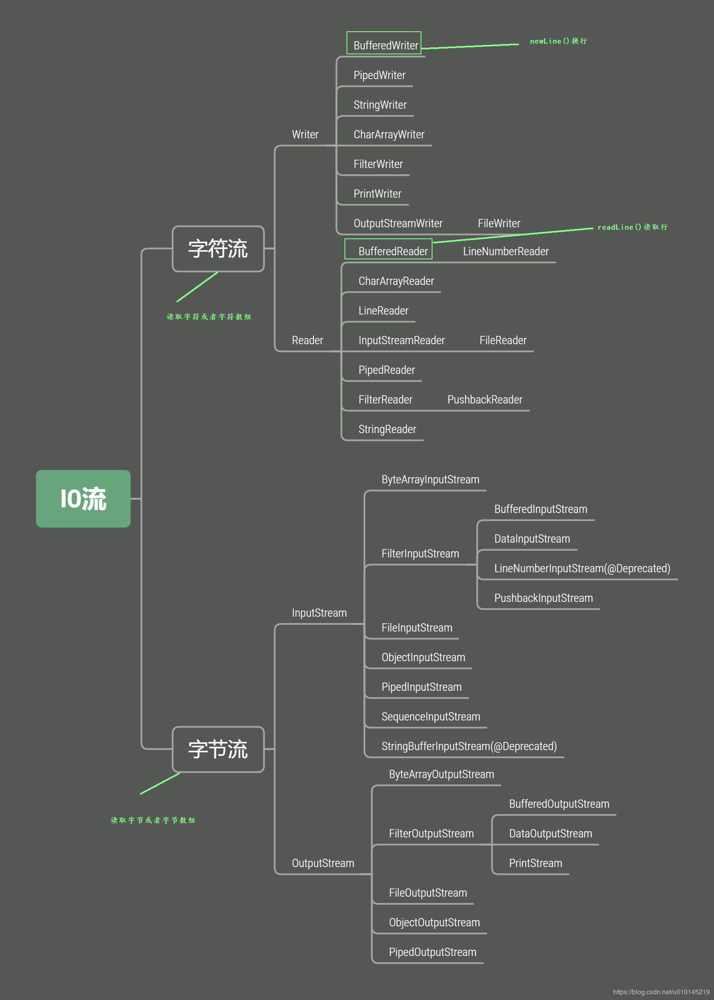 BufferedWriter
newLine()换行
PipedWriter
StringWriter
Writer
CharArrayWriter
FilterWriter
PrintWriter
OutputStreamWriter FileWriter
readLine()读取行
字符流
BufferedReader LineNumberReader
CharArrayReader
读取字符或者字符数组
LineReader
Reader
InputStreamReader FileReader
PipedReader
FilterReader PushbackReader
StringReader
IO流
ByteArrayInputStream
BufferedInputStream
DataInputStream
FilterInputStream
LineNumberInputStream(@Deprecated)
PushbackInputStream
InputStream
FileInputStream
ObjectInputStream
PipedInputStream
SequenceInputStream
字节流
StringBufferInputStream(@Deprecated)
ByteArrayOutputStream
读取字节或者字节数组
BufferedOutputStream
FilterOutputStream
DataOutputStream
OutputStream
PrintStream
FileOutputStream
ObjectOutputStream
PipedOutputStream
https://blog.csdn.net/u010145219